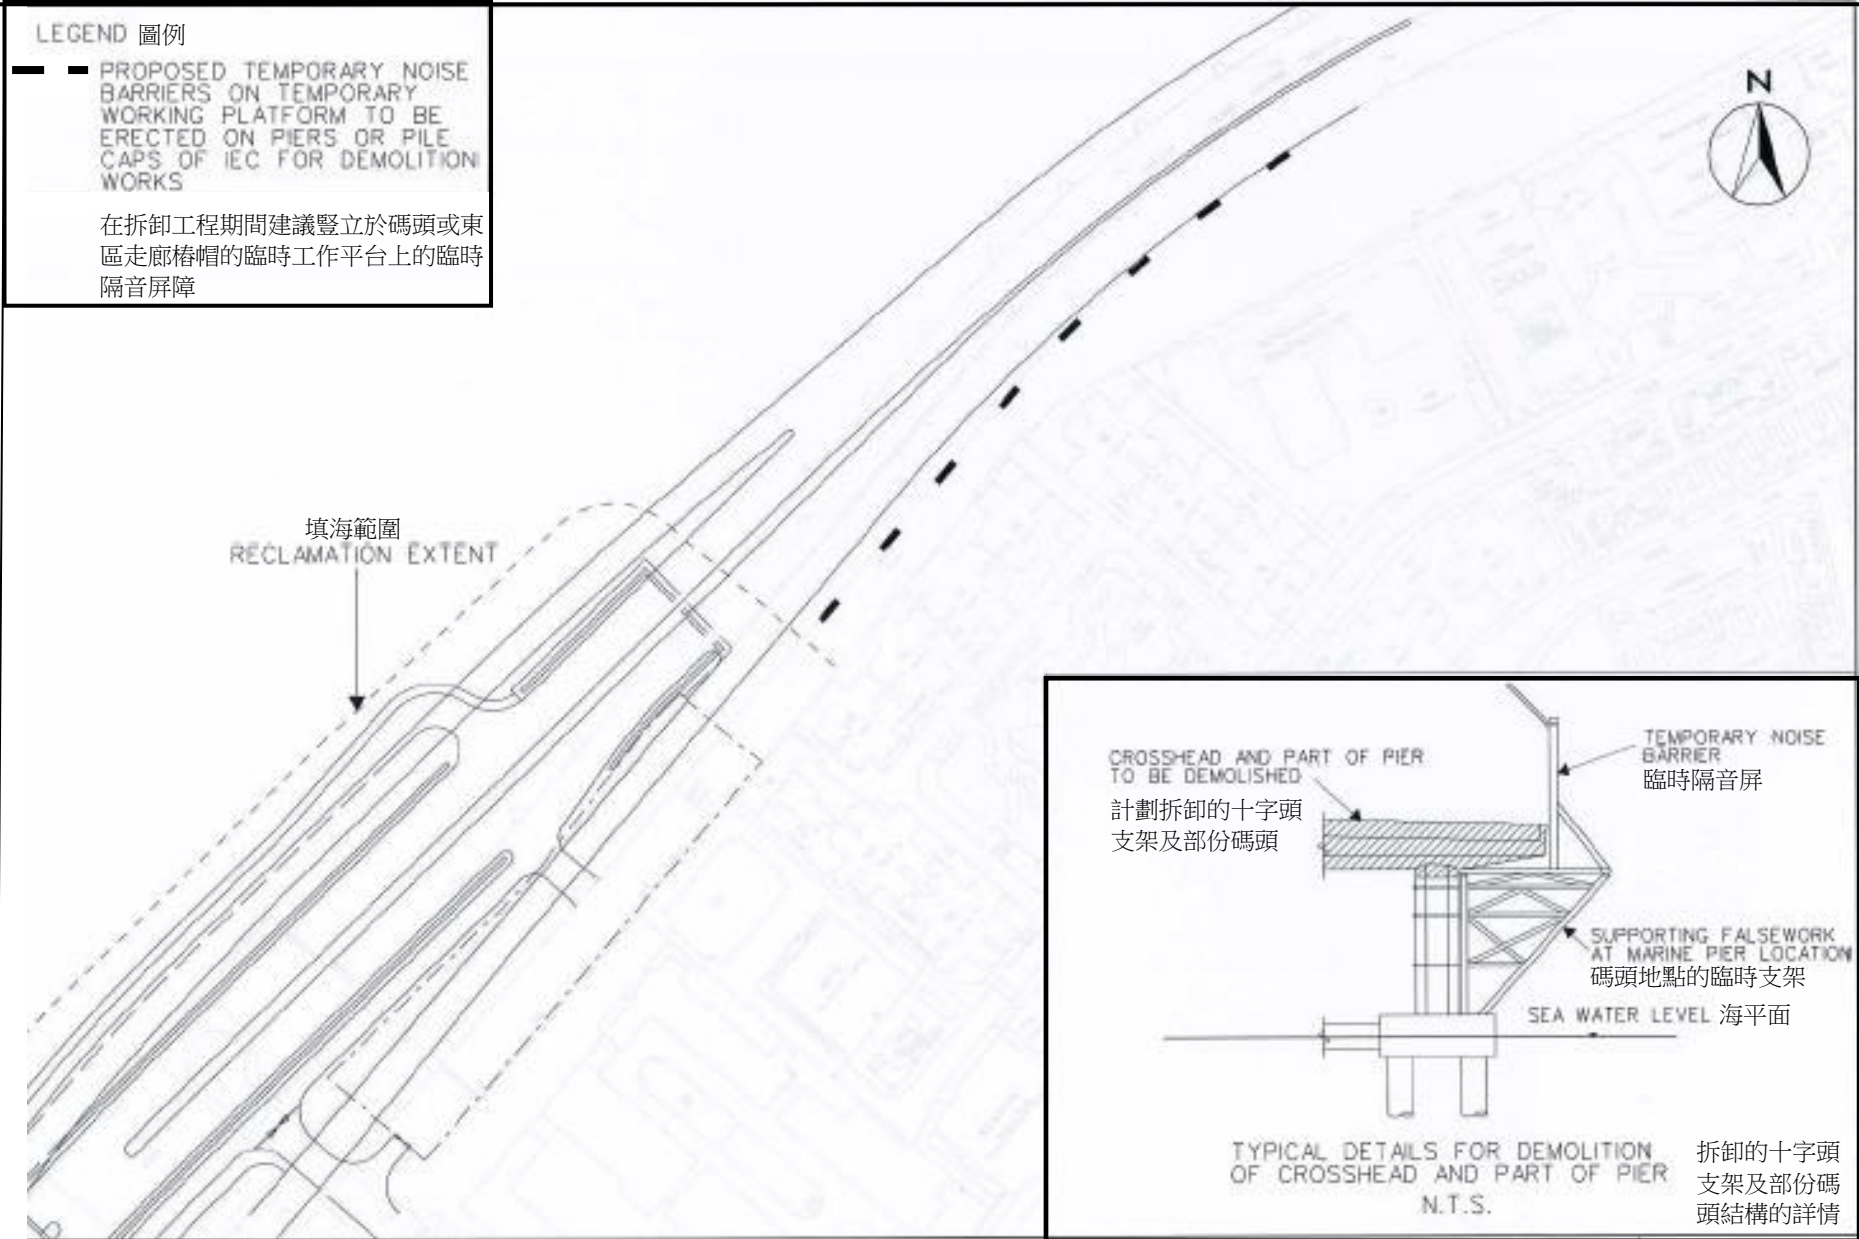 LEGEND 圖例
PROPOSED TEMPORARY NOISE
BARRIERS ON TEMPORARY
WORKING PLATFORM TO BE
ERECTED ON PIERS OR PILE
CAPS OF IEC FOR DEMOLITION
WORKS
在拆卸工程期間建議豎立於碼頭或東
區走廊樁帽的臨時工作平台上的臨時
隔音屏障
N
填海範圍
RECLAMATION EXTENT
CROSSHEAD AND PART OF PIER
TO BE DEMOLISHED
計劃拆卸的十字頭
支架及部份碼頭
TEMPORARY NOISE
BARRIER
臨時隔音屏
SUPPORTING FALSEWORK
AT MARINE PIER LOCATION
碼頭地點的臨時支架
SEA WATER LEVEL 海平面
TYPICAL DETAILS FOR DEMOLITION
OF CROSSHEAD AND PART OF PIER
N.T.S.
拆卸的十字頭
支架及部份碼
頭結構的詳情